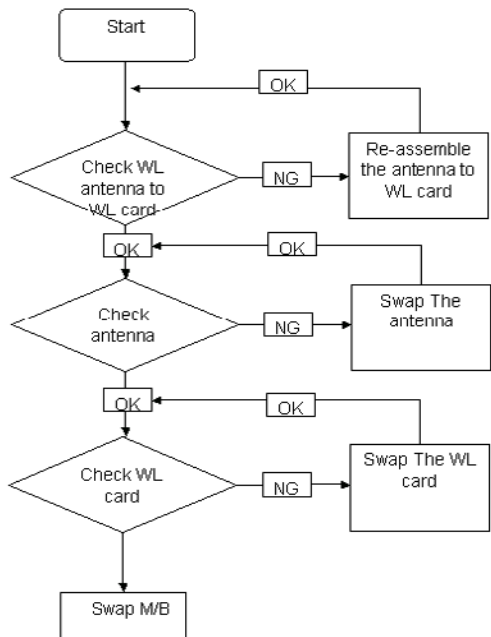 Start
OK
Check WL
antenna to
WL card
NG
Re-assemble
the antenna to
WL card
OK
OK
Check
antenna
NG
Swap The
antenna
OK
OK
Check WL
card
NG
Swap The WL
card
Swap M/B